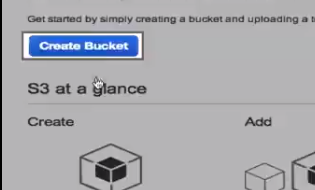 Get started by simply creating a bucket and uploading a
Create Bucket
S3 at a glance
Create
Add